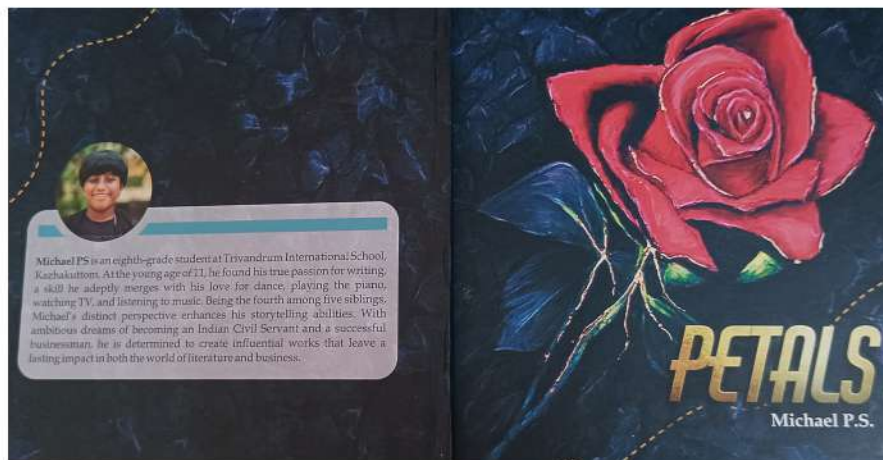 Michael PS is an eighth-grade student at Trivandrum International School,
Kazhakuttom. At the young age of 11, he found his true passion for writing,
a skill he adeptly merges with his love for dance, playing the piano,
watching TV, and listening to music. Being the fourth among five siblings,
Michael's distinct perspective enhances his storytelling abilities. With
ambitious dreams of becoming an Indian Civil Servant and a successful
businessman, he is determined to create influential works that leave a
lasting impact in both the world of literature and business.
PETALS
Michael P.S.